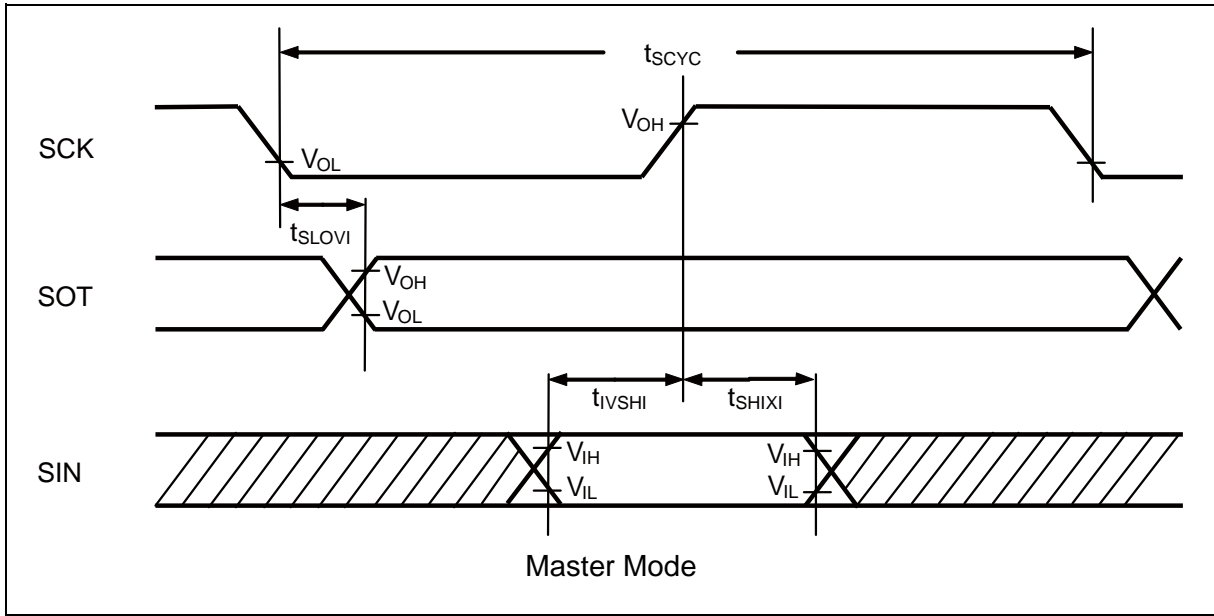 tSCYC
SCK
VOH
VOL
tSLOVI
SOT
VOH
VOL
tIVSHI
tSHIXI
SIN
VIH
VIH
VIL
VIL
Master Mode